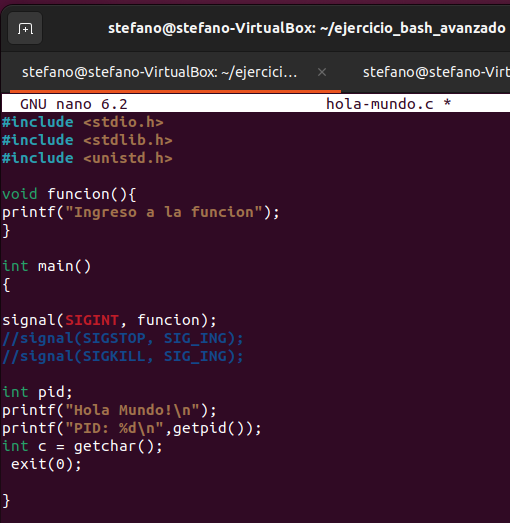 stefano@stefano-VirtualBox: ~/ejercicio_bash_avanzado
stefano@stefano-VirtualBox: ~/ejercici... × stefano@stefano-Virt
GNU nano 6.2 hola-mundo.c *
#include <stdio.h>
#include <stdlib.h>
#include <unistd.h>
void funcion(){
printf("Ingreso a la funcion");
}
int main()
{
signal(SIGINT, funcion);
//signal(SIGSTOP, SIG_ING);
//signal(SIGKILL, SIG_ING);
int pid;
printf("Hola Mundo!\n");
printf("PID: %d\n",getpid());
int c = getchar();
exit(0);
}